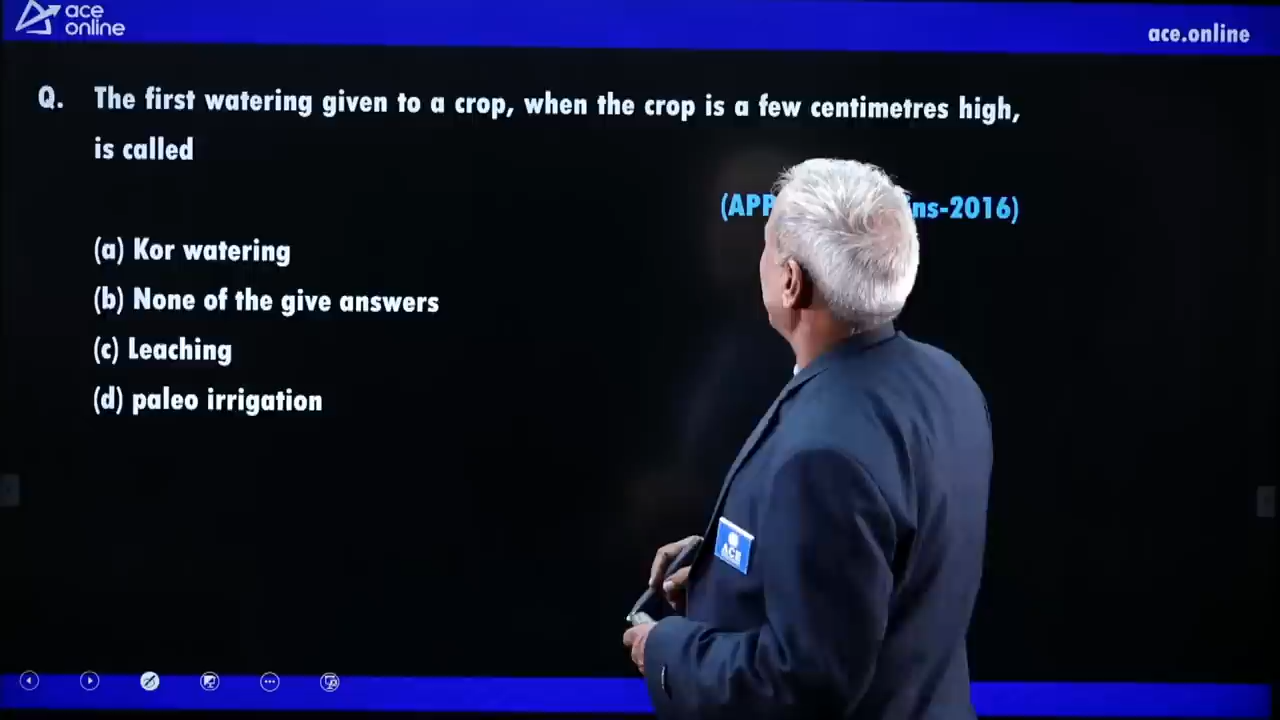 ace
online
ace.online
Q. The first watering given to a crop, when the crop is a few centimetres high,
is called
(APP ns-2016)
(a) Kor watering
(b) None of the give answers
(c) Leaching
(d) paleo irrigation
ACE